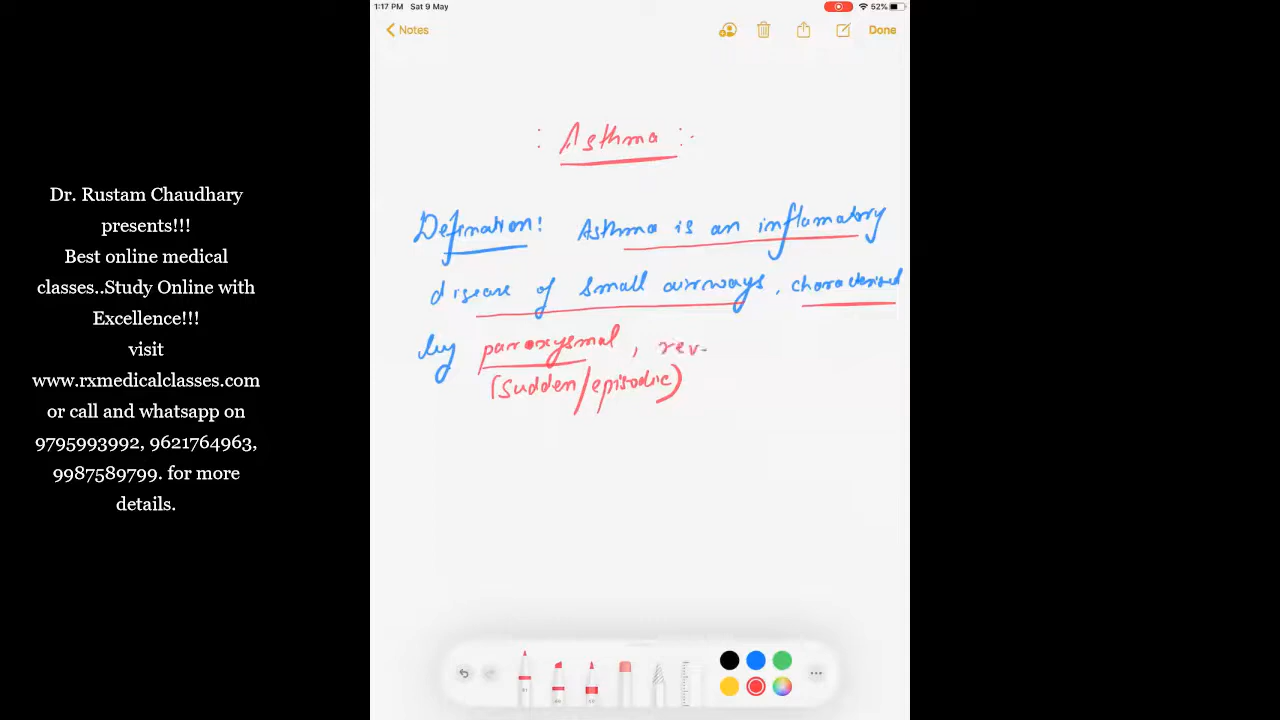 1:17 PM Sat 9 May
52%
Notes
Done
: Asthma :-
Defination! Asthma is an inflamatory
disease of small airways, characterised
by paroxysmal, rev
(Sudden/episodic)
Dr. Rustam Chaudhary
presents!!!
Best online medical
classes..Study Online with
Excellence!!!
visit
www.rxmedicalclasses.com
or call and whatsapp on
9795993992, 9621764963,
9987589799. for more
details.